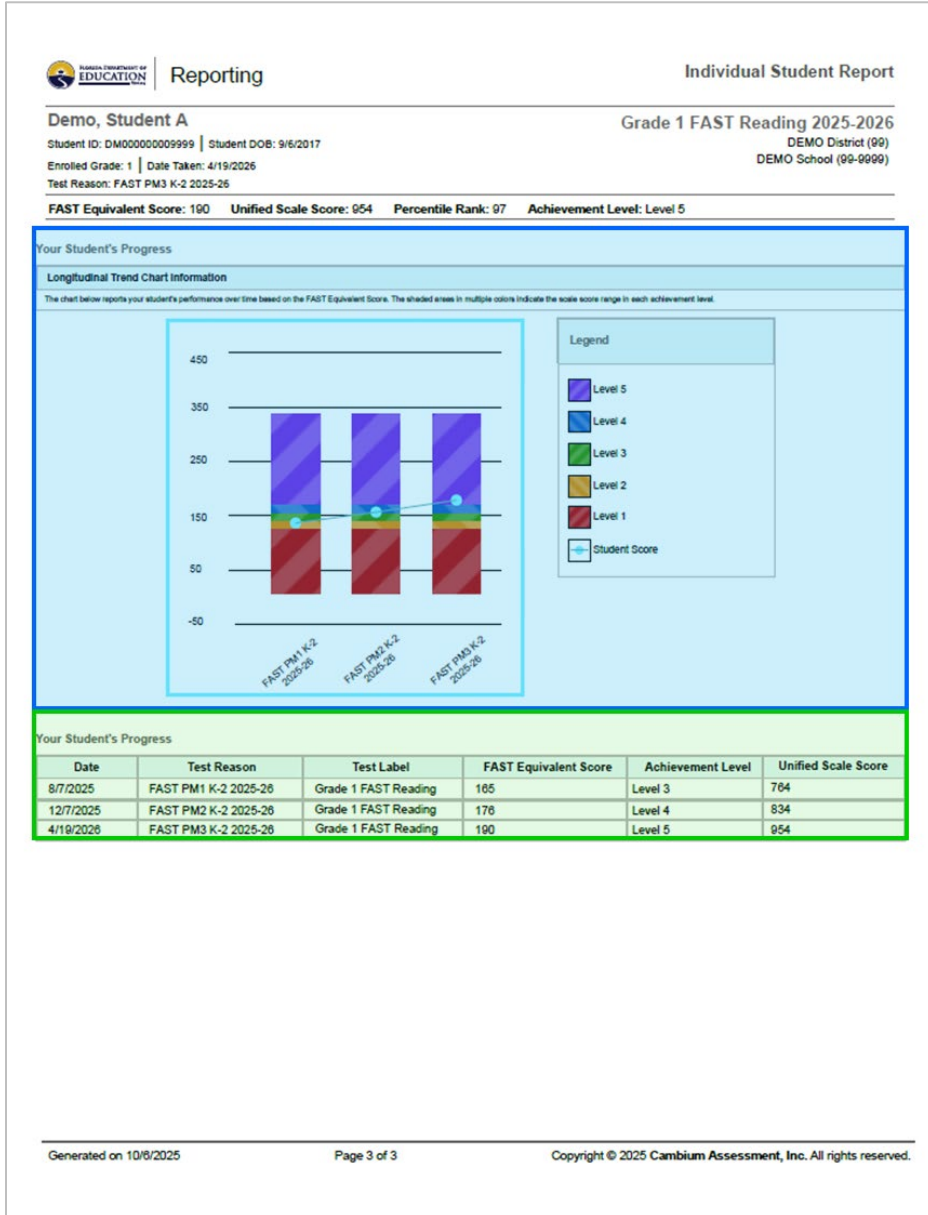 FLORIDA DEPARTMENT OF
EDUCATION
Reporting
Individual Student Report
Demo, Student A
Grade 1 FAST Reading 2025-2026
Student ID: DM000000009999 | Student DOB: 9/6/2017
DEMO District (99)
Enrolled Grade: 1 | Date Taken: 4/19/2026
DEMO School (99-9999)
Test Reason: FAST PM3 K-2 2025-26
FAST Equivalent Score: 190 Unified Scale Score: 954 Percentile Rank: 97 Achievement Level: Level 5
Your Student's Progress
Longitudinal Trend Chart Information
The chart below reports your student's performance over time based on the FAST Equivalent Score. The shaded areas in multiple colors indicate the scale score range in each achievement level.
450
350
250
150
50
-50
FAST PM1 K-2
2025-26
FAST PM2 K-2
2025-26
FAST PM3 K-2
2025-26
Legend
Level 5
Level 4
Level 3
Level 2
Level 1
Student Score
Your Student's Progress
Date Test Reason Test Label FAST Equivalent Score Achievement Level Unified Scale Score
8/7/2025 FAST PM1 K-2 2025-26 Grade 1 FAST Reading 165 Level 3 764
12/7/2025 FAST PM2 K-2 2025-26 Grade 1 FAST Reading 176 Level 4 834
4/19/2026 FAST PM3 K-2 2025-26 Grade 1 FAST Reading 190 Level 5 954
Generated on 10/6/2025 Page 3 of 3 Copyright © 2025 Cambium Assessment, Inc. All rights reserved.